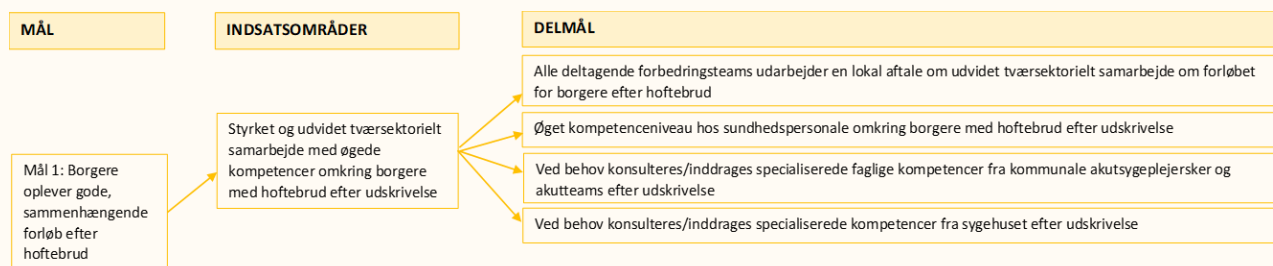 MÅL
INDSATSOMRÅDER
DELMÅL
Mål 1: Borgere
oplever gode,
sammenhængende
forløb efter
hoftebrud
Styrket og udvidet tværsektorielt
samarbejde med øgede
kompetencer omkring borgere
med hoftebrud efter udskrivelse
Alle deltagende forbedringsteams udarbejder en lokal aftale om udvidet tværsektorielt samarbejde om forløbet
for borgere efter hoftebrud
Øget kompetenceniveau hos sundhedspersonale omkring borgere med hoftebrud efter udskrivelse
Ved behov konsulteres/inddrages specialiserede faglige kompetencer fra kommunale akutsygeplejersker og
akutteams efter udskrivelse
Ved behov konsulteres/inddrages specialiserede kompetencer fra sygehuset efter udskrivelse